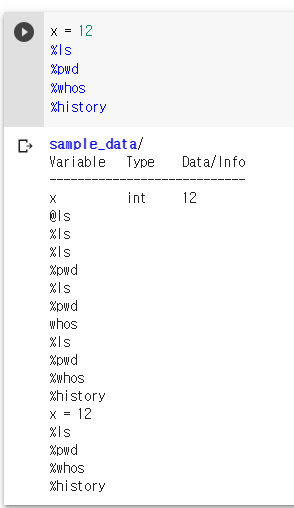 x = 12
%ls
%pwd
%whos
%history
sample_data/
Variable   Type    Data/Info
----------------------------
x          int     12
@ls
%ls
%ls
%pwd
%ls
%pwd
whos
%ls
%pwd
%whos
%history
x = 12
%ls
%pwd
%whos
%history